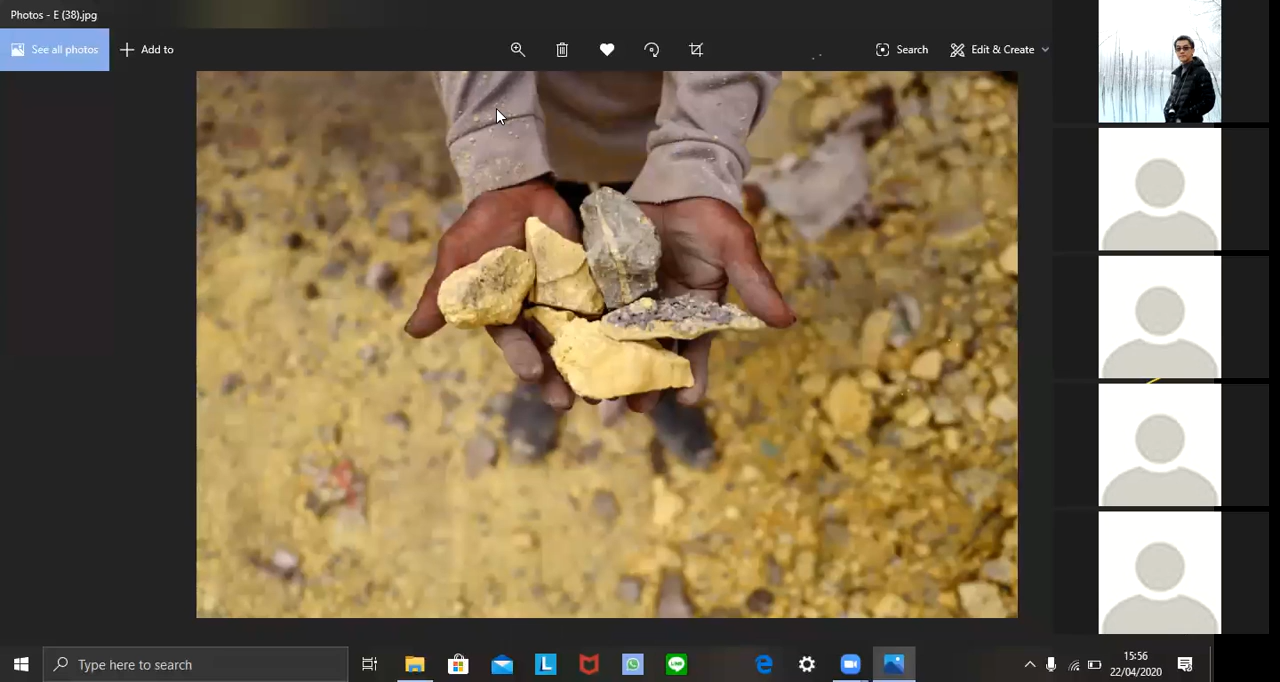 Photos - E (38).jpg
See all photos
Add to
Search
Edit & Create
Type here to search
L
LINE
15:56
22/04/2020